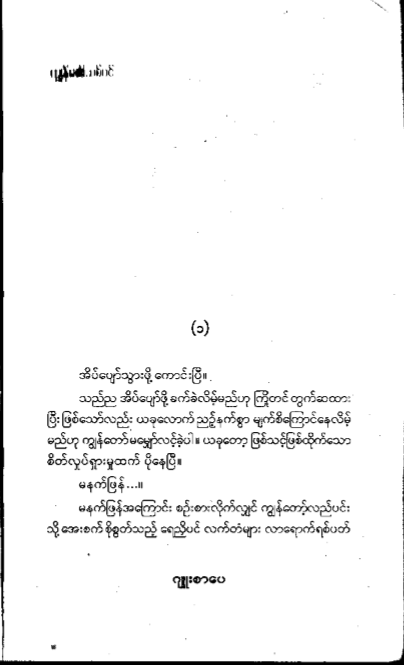 (၁)
အိပ်ပျော်သွားဖို့ ကောင်းပြီ။
သည်ည အိပ်ပျော်ဖို့ ခက်ခဲလိမ့်မည်ဟု ကြိုတင် တွက်ဆထား
ပြီး ဖြစ်သော်လည်း ယခုလောက် ညဉ့်နက်စွာ မျက်စိကြောင်နေလိမ့်
မည်ဟု ကျွန်တော် မမျှော်လင့်ခဲ့ပါ။ ယခုတော့ ဖြစ်သင့်ဖြစ်ထိုက်သော
စိတ်လှုပ်ရှားမှုထက် ပိုနေပြီ။
မနက်ဖြန် ...။
မနက်ဖြန်အကြောင်း စဉ်းစားလိုက်လျှင် ကျွန်တော့်လည်ပင်း
သို့ အေးစက် စိုစွတ်သည့် ရေညှိပင် လက်တံများ လာရောက်ရစ်ပတ်
ဂျူးစာပေ